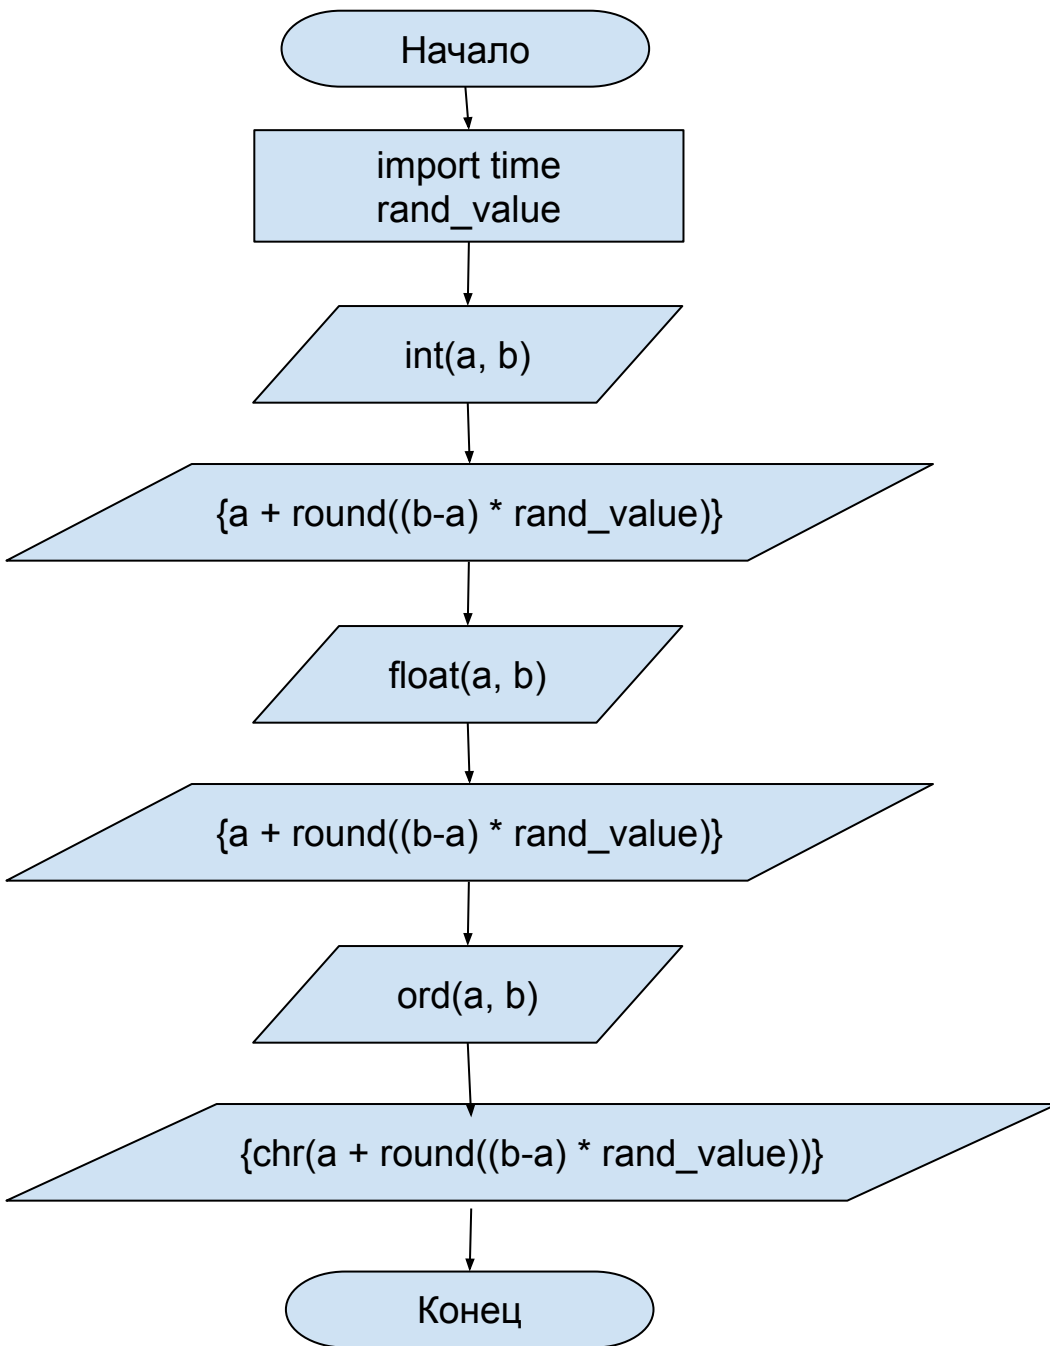 Начало
import time
rand_value
int(a, b)
{a + round((b-a) * rand_value)}
float(a, b)
{a + round((b-a) * rand_value)}
ord(a, b)
{chr(a + round((b-a) * rand_value))}
Конец